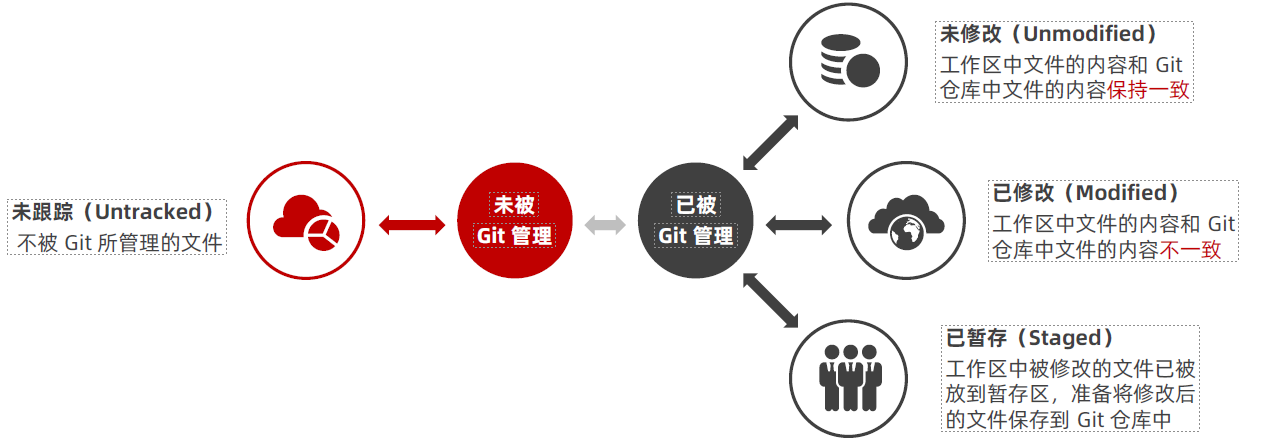 未跟踪（Untracked）
不被 Git 所管理的文件
未被
Git 管理
已被
Git 管理
未修改（Unmodified）
工作区中文件的内容和 Git
仓库中文件的内容保持一致
已修改（Modified）
工作区中文件的内容和 Git
仓库中文件的内容不一致
已暂存（Staged）
工作区中被修改的文件已被
放到暂存区，准备将修改后
的文件保存到 Git 仓库中